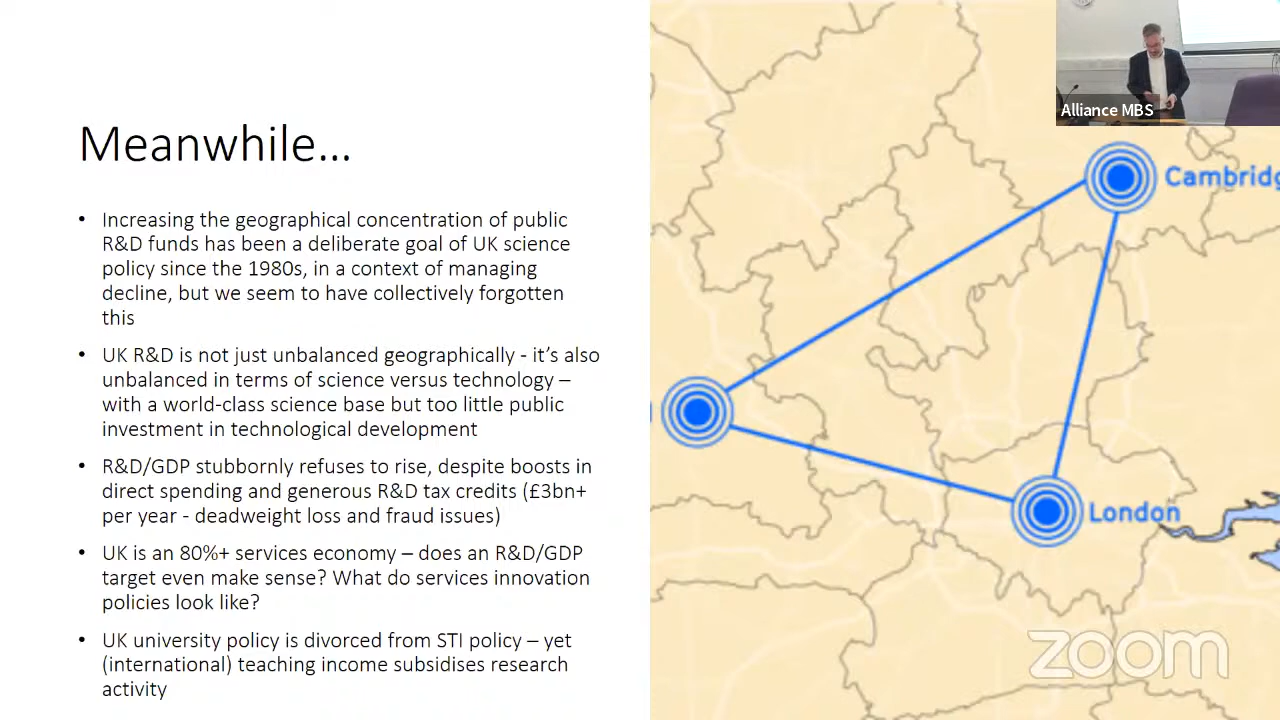 Alliance MBS
Meanwhile...
• Increasing the geographical concentration of public
R&D funds has been a deliberate goal of UK science
policy since the 1980s, in a context of managing
decline, but we seem to have collectively forgotten
this
• UK R&D is not just unbalanced geographically - it’s also
unbalanced in terms of science versus technology –
with a world-class science base but too little public
investment in technological development
• R&D/GDP stubbornly refuses to rise, despite boosts in
direct spending and generous R&D tax credits (£3bn+
per year - deadweight loss and fraud issues)
• UK is an 80%+ services economy – does an R&D/GDP
target even make sense? What do services innovation
policies look like?
• UK university policy is divorced from STI policy – yet
(international) teaching income subsidises research
activity
Cambridg
London
zoom